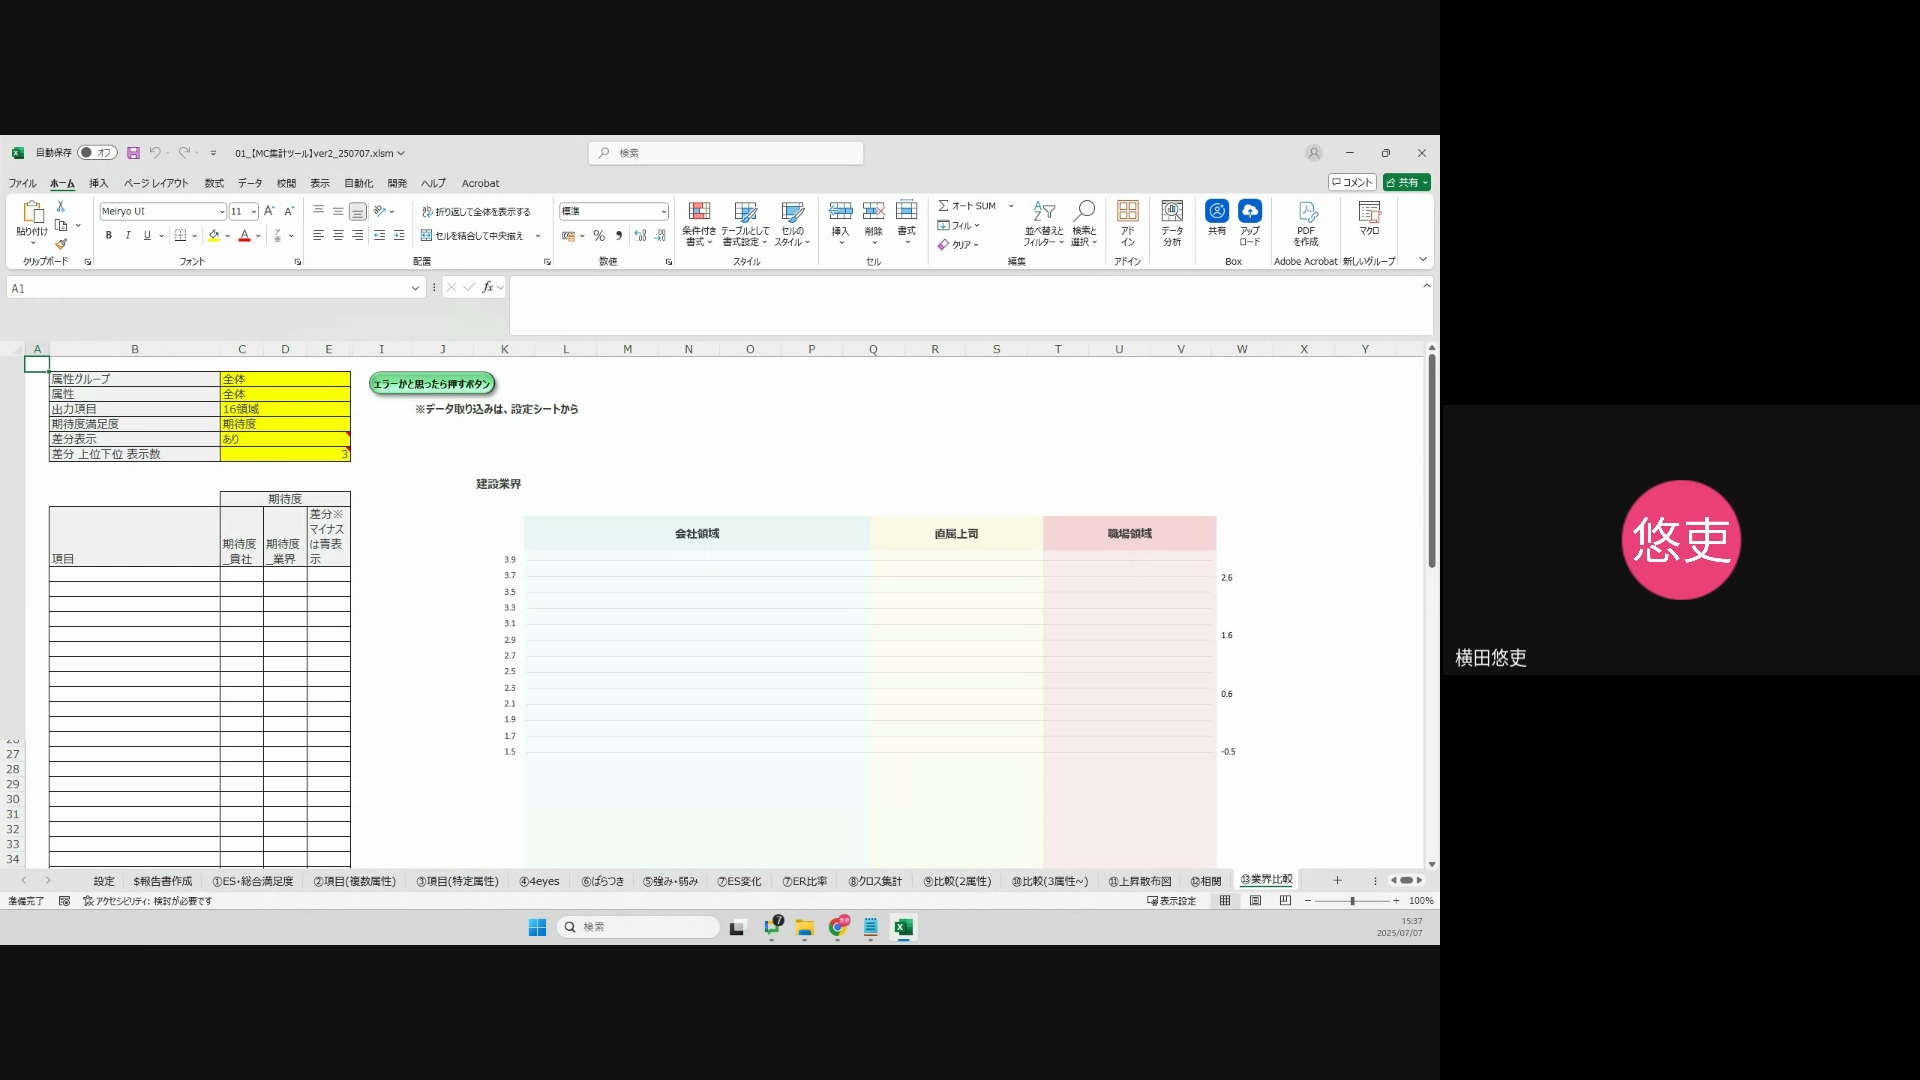 自動保存 オフ 01_【MC集計ツール】ver2_250707.xlsm 検索
ファイル ホーム 挿入 ページ レイアウト 数式 データ 校閲 表示 自動化 開発 ヘルプ Acrobat コメント 共有
貼り付け Meiryo UI 11 折り返して全体を表示する 標準 条件付き書式 テーブルとして書式設定 セルのスタイル 挿入 削除 書式 オート SUM フィル クリア 並べ替えとフィルター 検索と選択 アドイン データ分析 共有 アップロード PDFを作成 マクロ
B I U セルを結合して中央揃え
クリップボード フォント 配置 数値 スタイル セル 編集 アドイン Box Adobe Acrobat 新しいグループ
A1 fx
A B C D E I J K L M N O P Q R S T U V W X Y
属性グループ 全体
属性 全体
出力項目 16領域
期待度満足度 期待度
差分表示 あり
差分 上位下位 表示数 3
エラーかと思ったら押すボタン
※データ取り込みは、設定シートから
建設業界
期待度
項目 期待度_貴社 期待度_業界 差分※マイナスは青表示
会社領域 直属上司 職場領域
3.9
3.7
3.5
3.3
3.1
2.9
2.7
2.5
2.3
2.1
1.9
1.7
1.5
2.6
1.6
0.6
-0.5
27
28
29
30
31
32
33
34
設定 $報告書作成 ①ES・総合満足度 ②項目(複数属性) ③項目(特定属性) ④4eyes ⑥ばらつき ⑤強み・弱み ⑦ES変化 ⑦ER比率 ⑧クロス集計 ⑨比較(2属性) ⑩比較(3属性~) ⑪上昇散布図 ⑫相関 ⑬業界比較
準備完了 アクセシビリティ: 検討が必要です 表示設定 100%
検索 7
15:37
2025/07/07
悠吏
横田悠吏